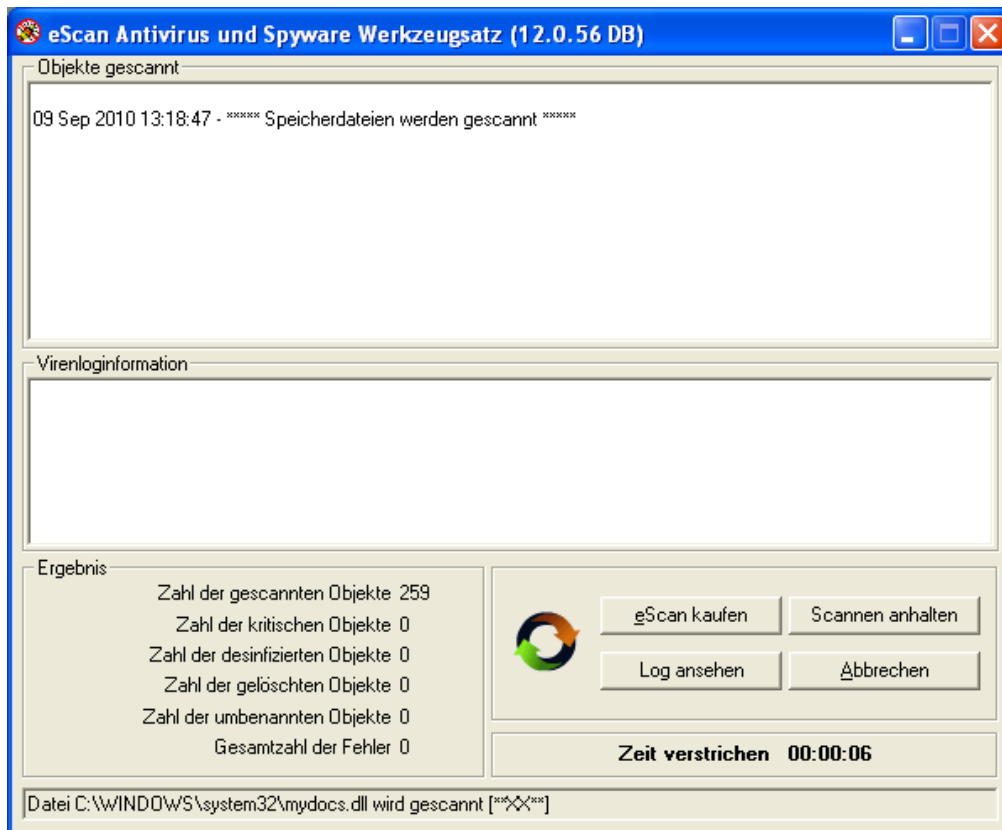 eScan Antivirus und Spyware Werkzeugsatz (12.0.56 DB)
Objekte gescannt
09 Sep 2010 13:18:47 - ***** Speicherdateien werden gescannt *****
Virenloginformation
Ergebnis
Zahl der gescannten Objekte 259
Zahl der kritischen Objekte 0
Zahl der desinfizierten Objekte 0
Zahl der gelöschten Objekte 0
Zahl der umbenannten Objekte 0
Gesamtzahl der Fehler 0
eScan kaufen
Scannen anhalten
Log ansehen
Abbrechen
Zeit verstrichen 00:00:06
Datei C:\WINDOWS\system32\mydocs.dll wird gescannt [**XX**]